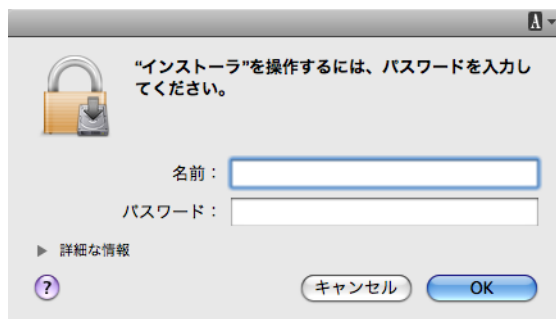 A
“インストーラ”を操作するには、パスワードを入力し
てください。
名前：
パスワード：
詳細な情報
?
キャンセル
OK